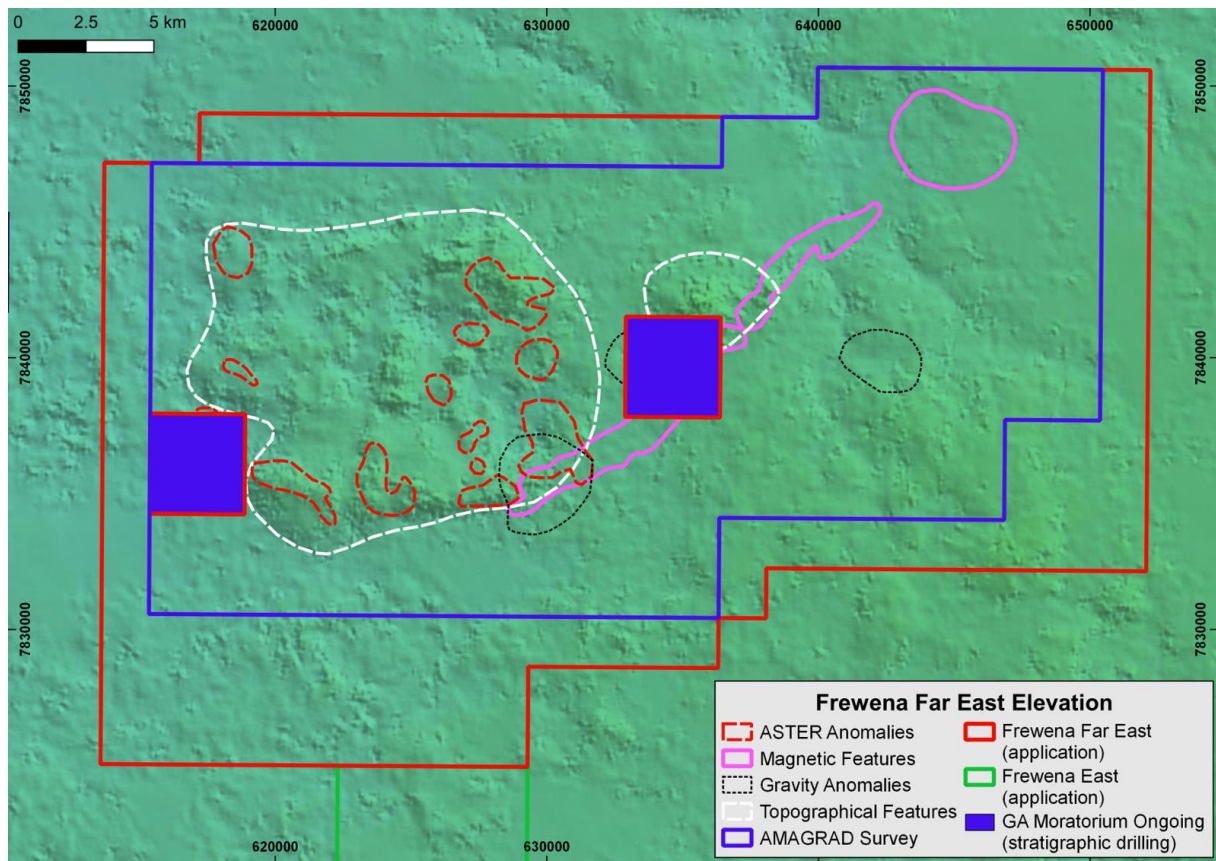 0 2.5 5 km
620000 630000 640000 650000
7850000 7850000
7840000 7840000
7830000 7830000
620000 630000
Frewena Far East Elevation
ASTER Anomalies
Magnetic Features
Gravity Anomalies
Topographical Features
AMAGRAD Survey
Frewena Far East
(application)
Frewena East
(application)
GA Moratorium Ongoing
(stratigraphic drilling)